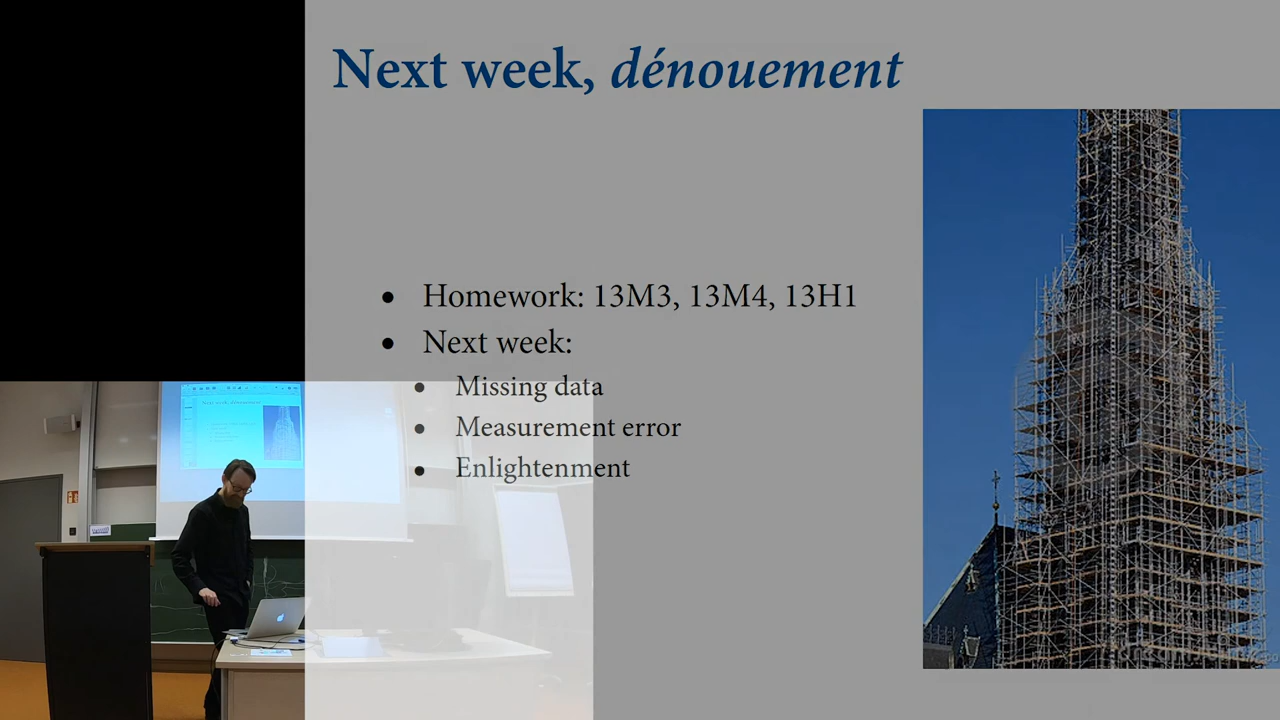 Next week, dénouement
• Homework: 13M3, 13M4, 13H1
• Next week:
• Missing data
• Measurement error
• Enlightenment